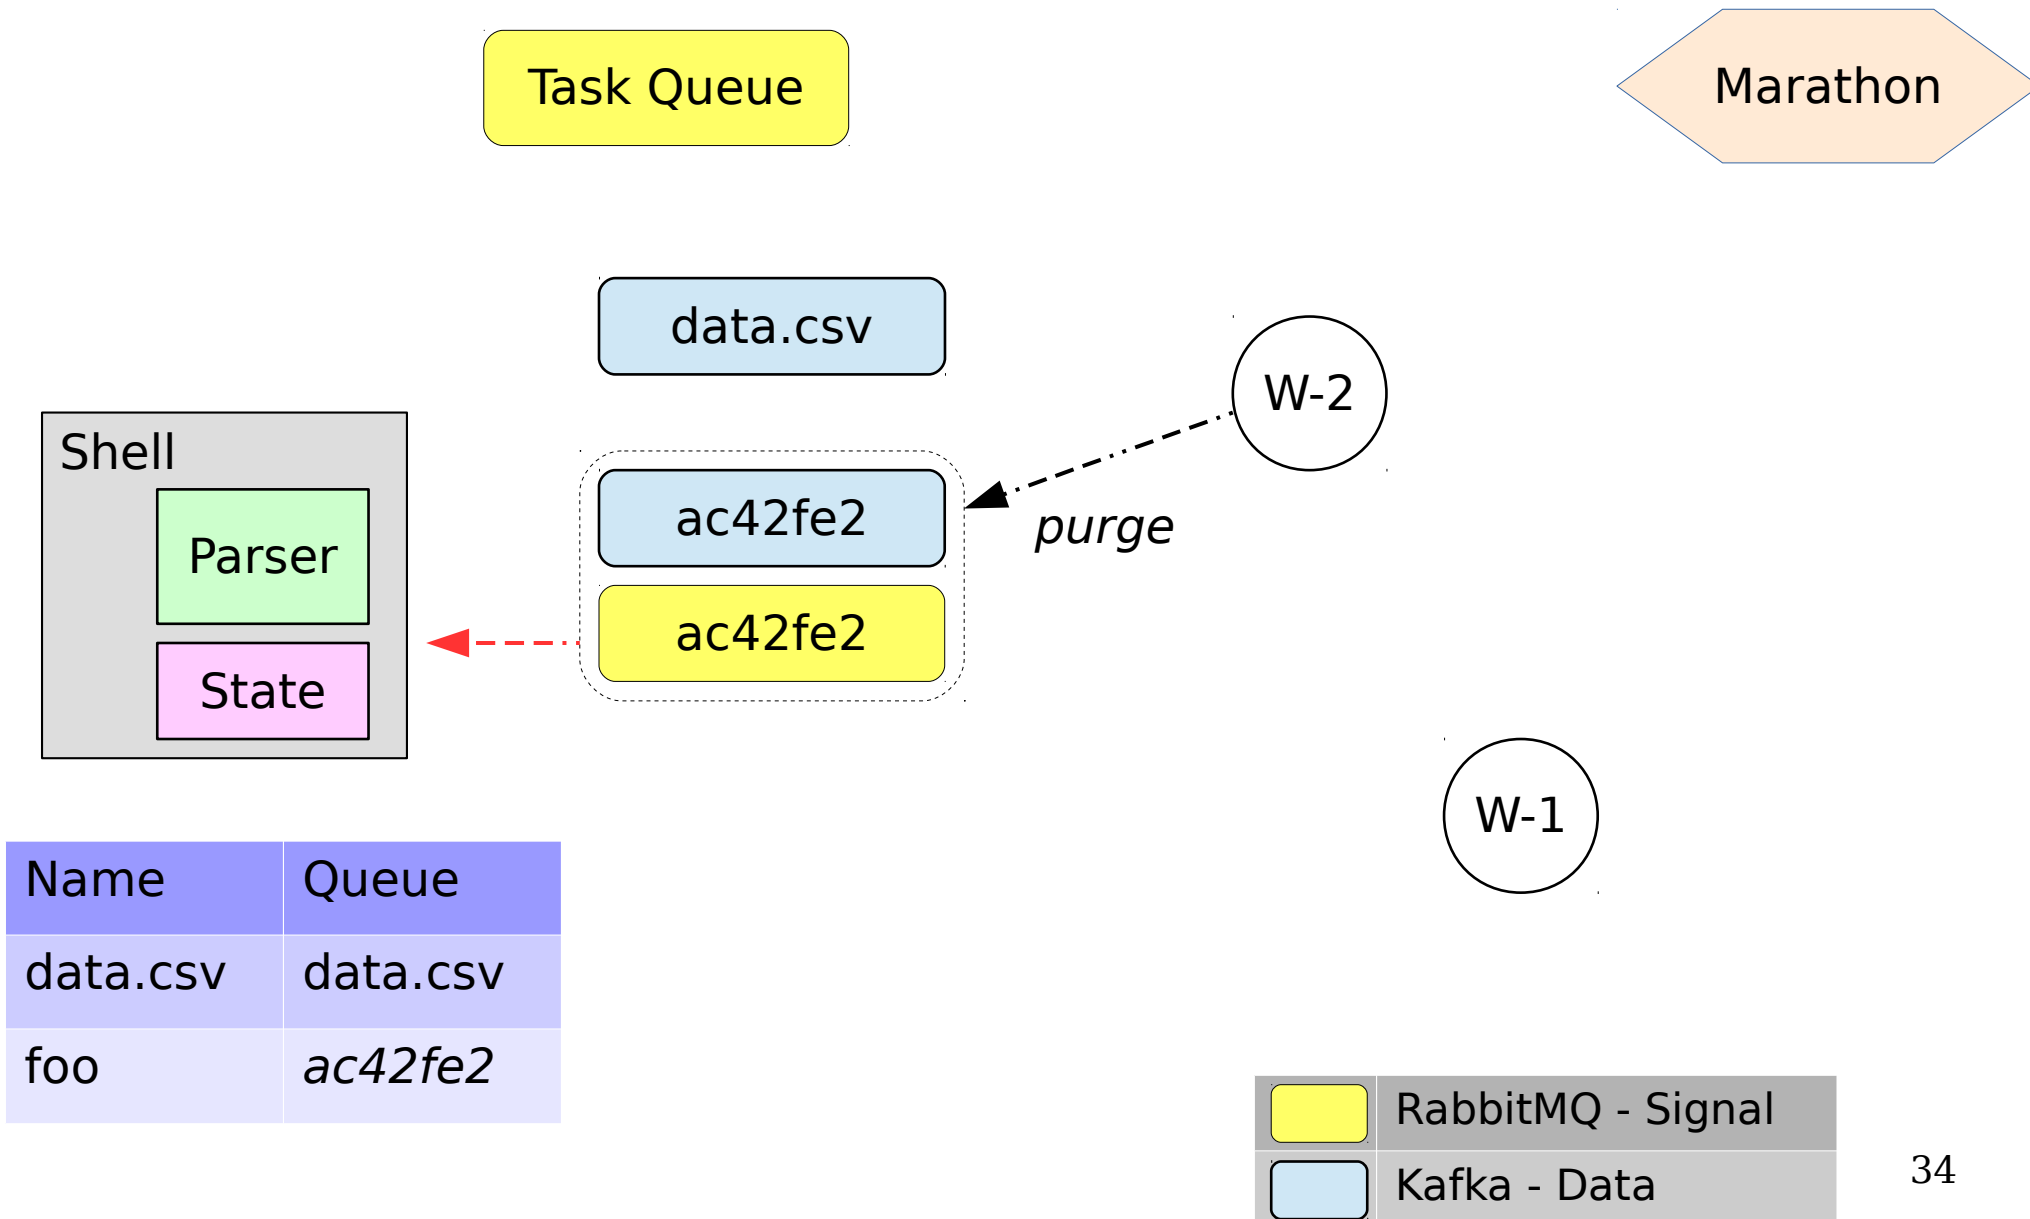 Task Queue
Marathon
data.csv
W-2
Shell
ac42fe2
purge
Parser
ac42fe2
State
W-1
Name Queue
data.csv data.csv
foo ac42fe2
RabbitMQ - Signal
Kafka - Data
34